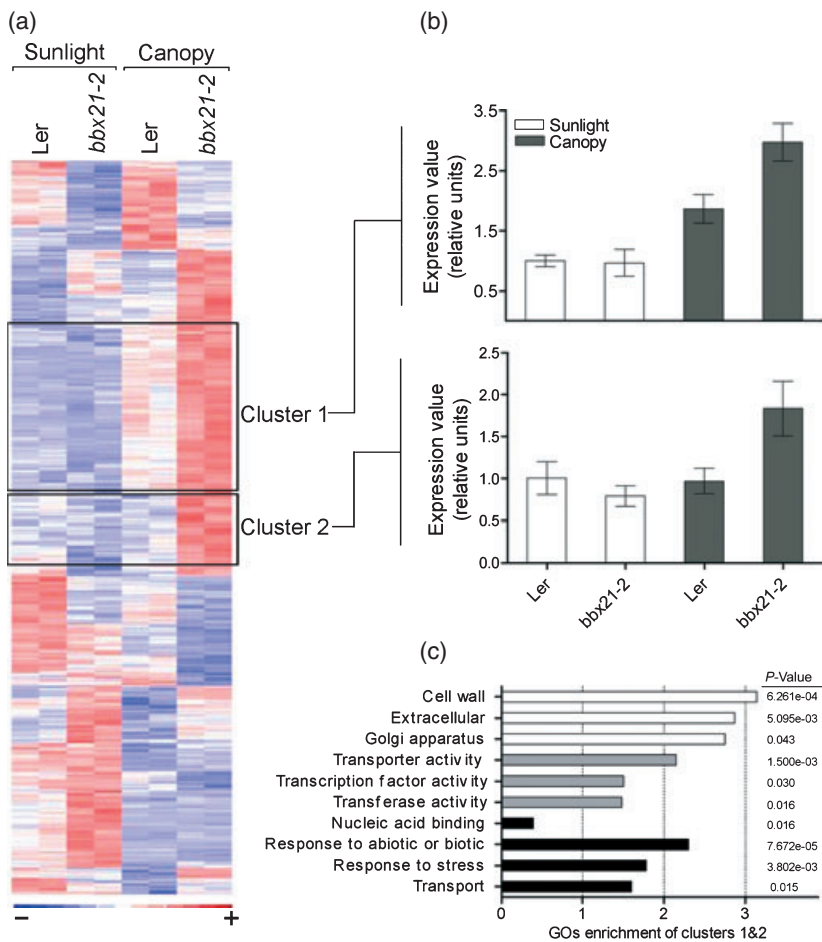 (a)
Sunlight Canopy
Ler bbx21-2 Ler bbx21-2
Cluster 1
Cluster 2
− +
(b)
Expression value
(relative units)
3.5
2.5
1.5
0.5
Sunlight
Canopy
Expression value
(relative units)
2.5
2.0
1.5
1.0
0.5
0.0
Ler bbx21-2 Ler bbx21-2
(c)
P-Value
Cell wall 6.261e-04
Extracellular 5.095e-03
Golgi apparatus 0.043
Transporter activity 1.500e-03
Transcription factor activity 0.030
Transferase activity 0.016
Nucleic acid binding 0.016
Response to abiotic or biotic 7.672e-05
Response to stress 3.802e-03
Transport 0.015
0 1 2 3
GOs enrichment of clusters 1&2